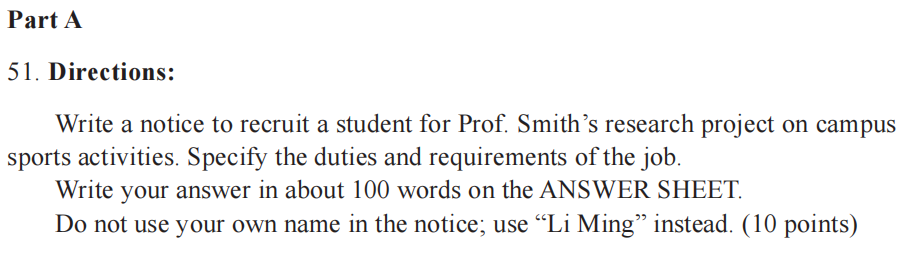 Part A
51. Directions:
Write a notice to recruit a student for Prof. Smith’s research project on campus
sports activities. Specify the duties and requirements of the job.
Write your answer in about 100 words on the ANSWER SHEET.
Do not use your own name in the notice; use “Li Ming” instead. (10 points)